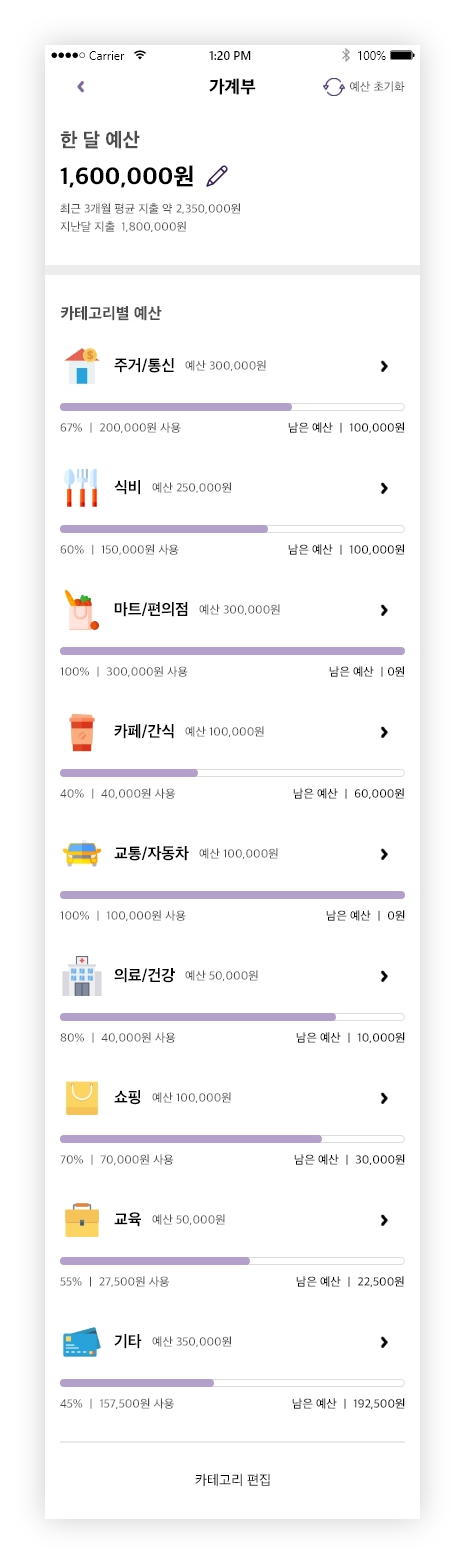 Carrier 1:20 PM 100%
가계부 예산 초기화
한 달 예산
1,600,000원
최근 3개월 평균 지출 약 2,350,000원
지난달 지출 1,800,000원
카테고리별 예산
주거/통신 예산 300,000원
67% | 200,000원 사용 남은 예산 | 100,000원
식비 예산 250,000원
60% | 150,000원 사용 남은 예산 | 100,000원
마트/편의점 예산 300,000원
100% | 300,000원 사용 남은 예산 | 0원
카페/간식 예산 100,000원
40% | 40,000원 사용 남은 예산 | 60,000원
교통/자동차 예산 100,000원
100% | 100,000원 사용 남은 예산 | 0원
의료/건강 예산 50,000원
80% | 40,000원 사용 남은 예산 | 10,000원
쇼핑 예산 100,000원
70% | 70,000원 사용 남은 예산 | 30,000원
교육 예산 50,000원
55% | 27,500원 사용 남은 예산 | 22,500원
기타 예산 350,000원
45% | 157,500원 사용 남은 예산 | 192,500원
카테고리 편집